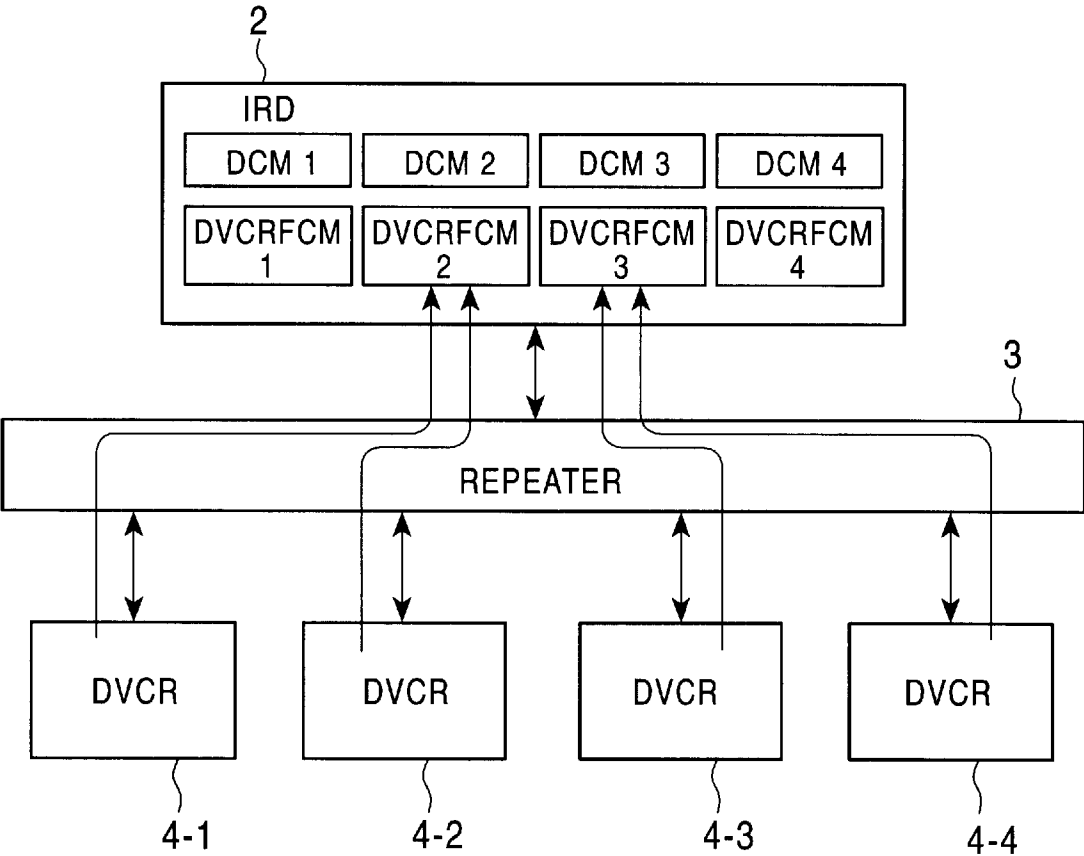 2
IRD
DCM 1
DCM 2
DCM 3
DCM 4
DVCRFCM
1
DVCRFCM
2
DVCRFCM
3
DVCRFCM
4
3
REPEATER
DVCR
DVCR
DVCR
DVCR
4-1
4-2
4-3
4-4